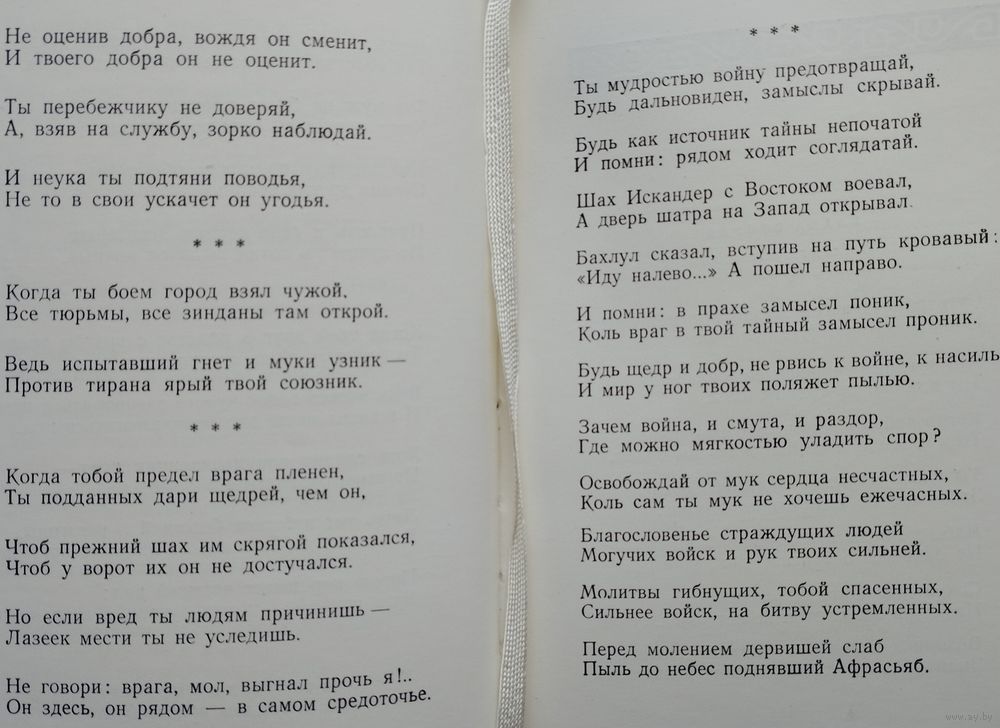 Не оценив добра, вождя он сменит,
И твоего добра он не оценит.
Ты перебежчику не доверяй,
А, взяв на службу, зорко наблюдай.
И неука ты подтяни поводья,
Не то в свои ускачет он угодья.
* * *
Когда ты боем город взял чужой,
Все тюрьмы, все зинданы там открой.
Ведь испытавший гнет и муки узник —
Против тирана ярый твой союзник.
* * *
Когда тобой предел врага пленен,
Ты подданных дари щедрей, чем он,
Чтоб прежний шах им скрягой показался,
Чтоб у ворот их он не достучался.
Но если вред ты людям причинишь —
Лазеек мести ты не уследишь.
Не говори: врага, мол, выгнал прочь я!..
Он здесь, он рядом — в самом средоточье.
* * *
Ты мудростью войну предотвращай,
Будь дальновиден, замыслы скрывай.
Будь как источник тайны непочатой
И помни: рядом ходит соглядатай.
Шах Искандер с Востоком воевал,
А дверь шатра на Запад открывал.
Бахлул сказал, вступив на путь кровавый:
«Иду налево...» А пошел направо.
И помни: в прахе замысел поник,
Коль враг в твой тайный замысел проник.
Будь щедр и добр, не рвись к войне, к насиль
И мир у ног твоих поляжет пылью.
Зачем война, и смута, и раздор,
Где можно мягкостью уладить спор?
Освобождай от мук сердца несчастных,
Коль сам ты мук не хочешь ежечасных.
Благословенье страждущих людей
Могучих войск и рук твоих сильней.
Молитвы гибнущих, тобой спасенных,
Сильнее войск, на битву устремленных.
Перед молением дервишей слаб
Пыль до небес поднявший Афрасьяб.
www.ay.by